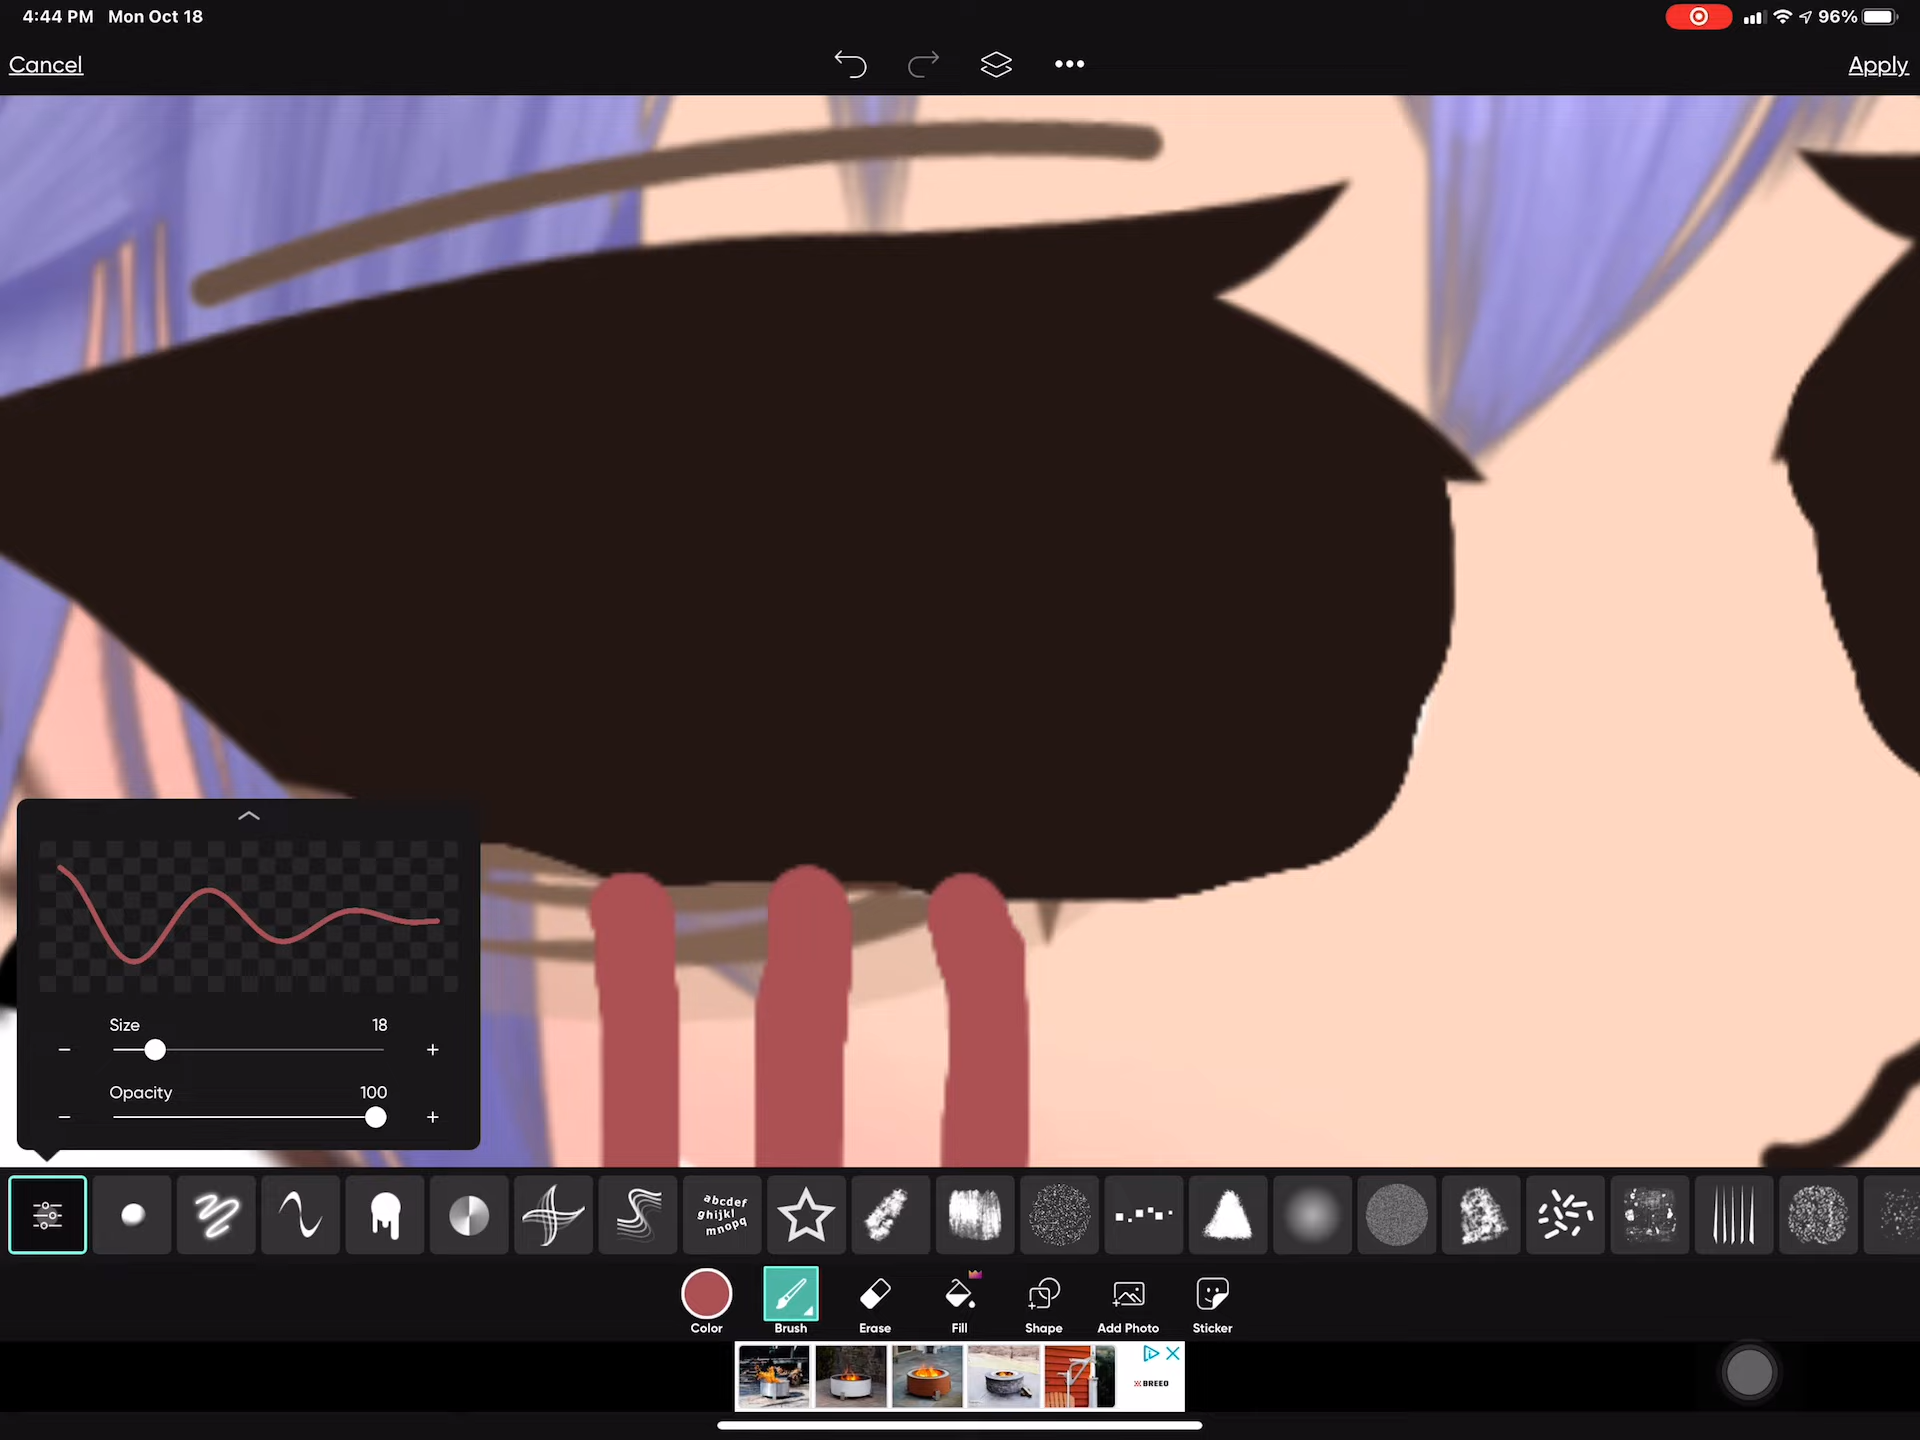 4:44 PM Mon Oct 18
96%
Cancel
Apply
Size 18
Opacity 100
abcdef
ghijkl
mnopq
Color
Brush
Erase
Fill
Shape
Add Photo
Sticker
BREEO